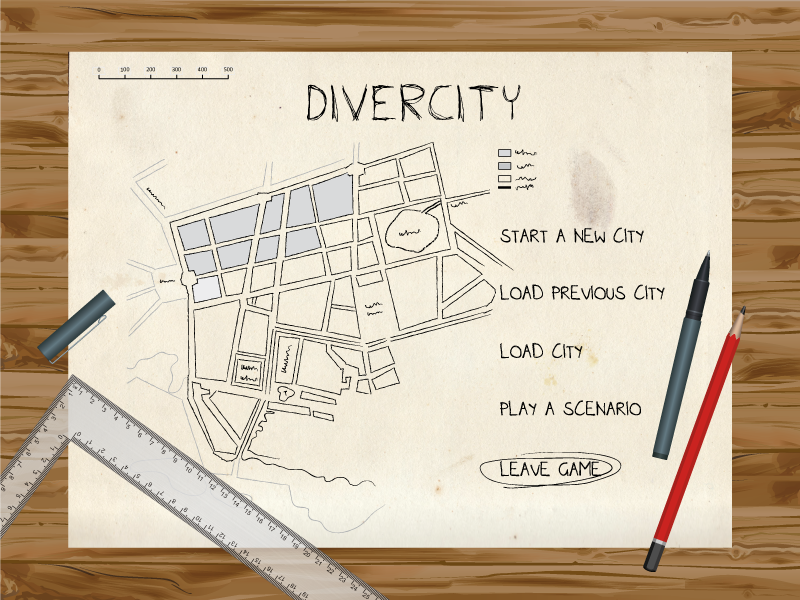 0 100 200 300 400 500
DIVERCITY
START A NEW CITY
LOAD PREVIOUS CITY
LOAD CITY
PLAY A SCENARIO
LEAVE GAME